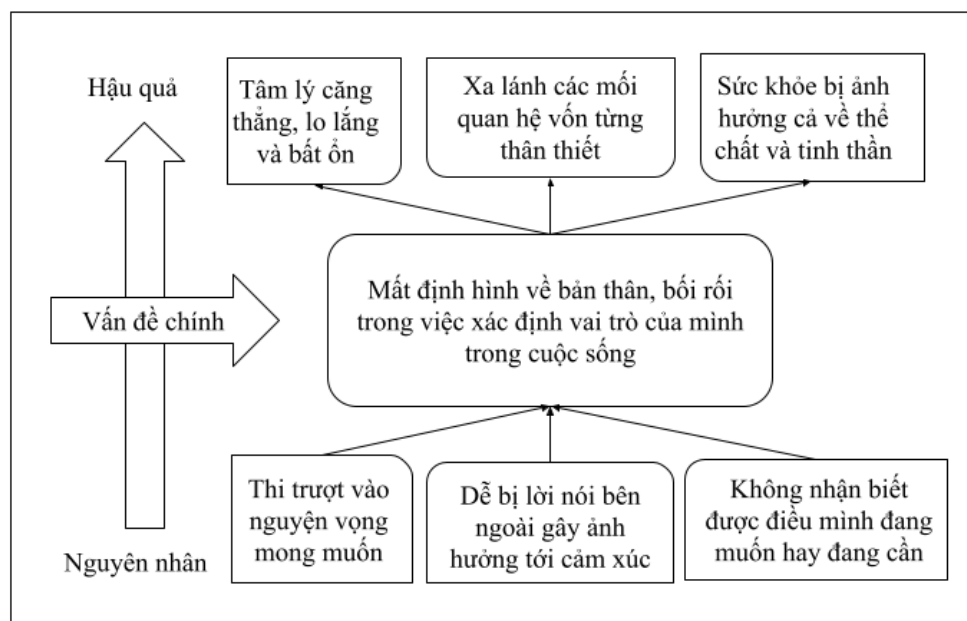 Hậu quả
Tâm lý căng
thẳng, lo lắng
và bất ổn
Xa lánh các mối
quan hệ vốn từng
thân thiết
Sức khỏe bị ảnh
hưởng cả về thể
chất và tinh thần
Vấn đề chính
Mất định hình về bản thân, bối rối
trong việc xác định vai trò của mình
trong cuộc sống
Thi trượt vào
nguyện vọng
mong muốn
Dễ bị lời nói bên
ngoài gây ảnh
hưởng tới cảm xúc
Không nhận biết
được điều mình đang
muốn hay đang cần
Nguyên nhân